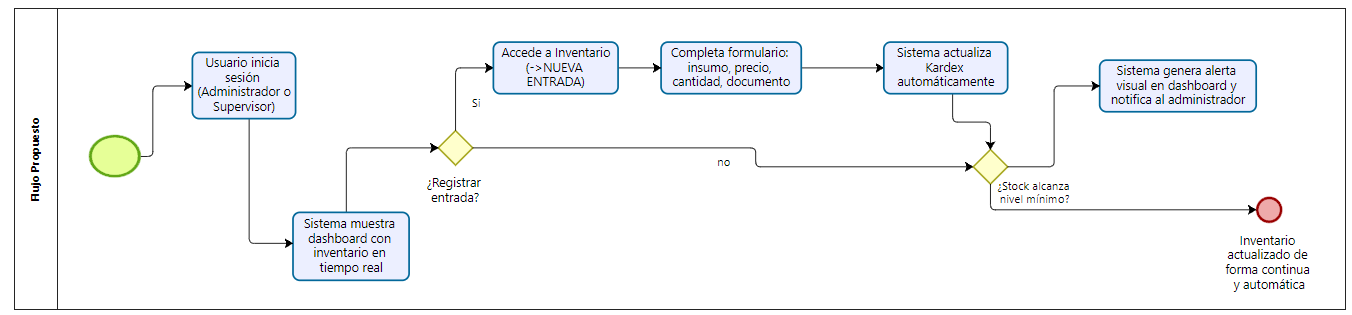 Flujo Propuesto
Usuario inicia
sesión
(Administrador o
Supervisor)
Sistema muestra
dashboard con
inventario en
tiempo real
¿Registrar
entrada?
Si
no
Accede a Inventario
(->NUEVA
ENTRADA)
Completa formulario:
insumo, precio,
cantidad, documento
Sistema actualiza
Kardex
automáticamente
¿Stock alcanza
nivel mínimo?
Sistema genera alerta
visual en dashboard y
notifica al administrador
Inventario
actualizado de
forma continua
y automática